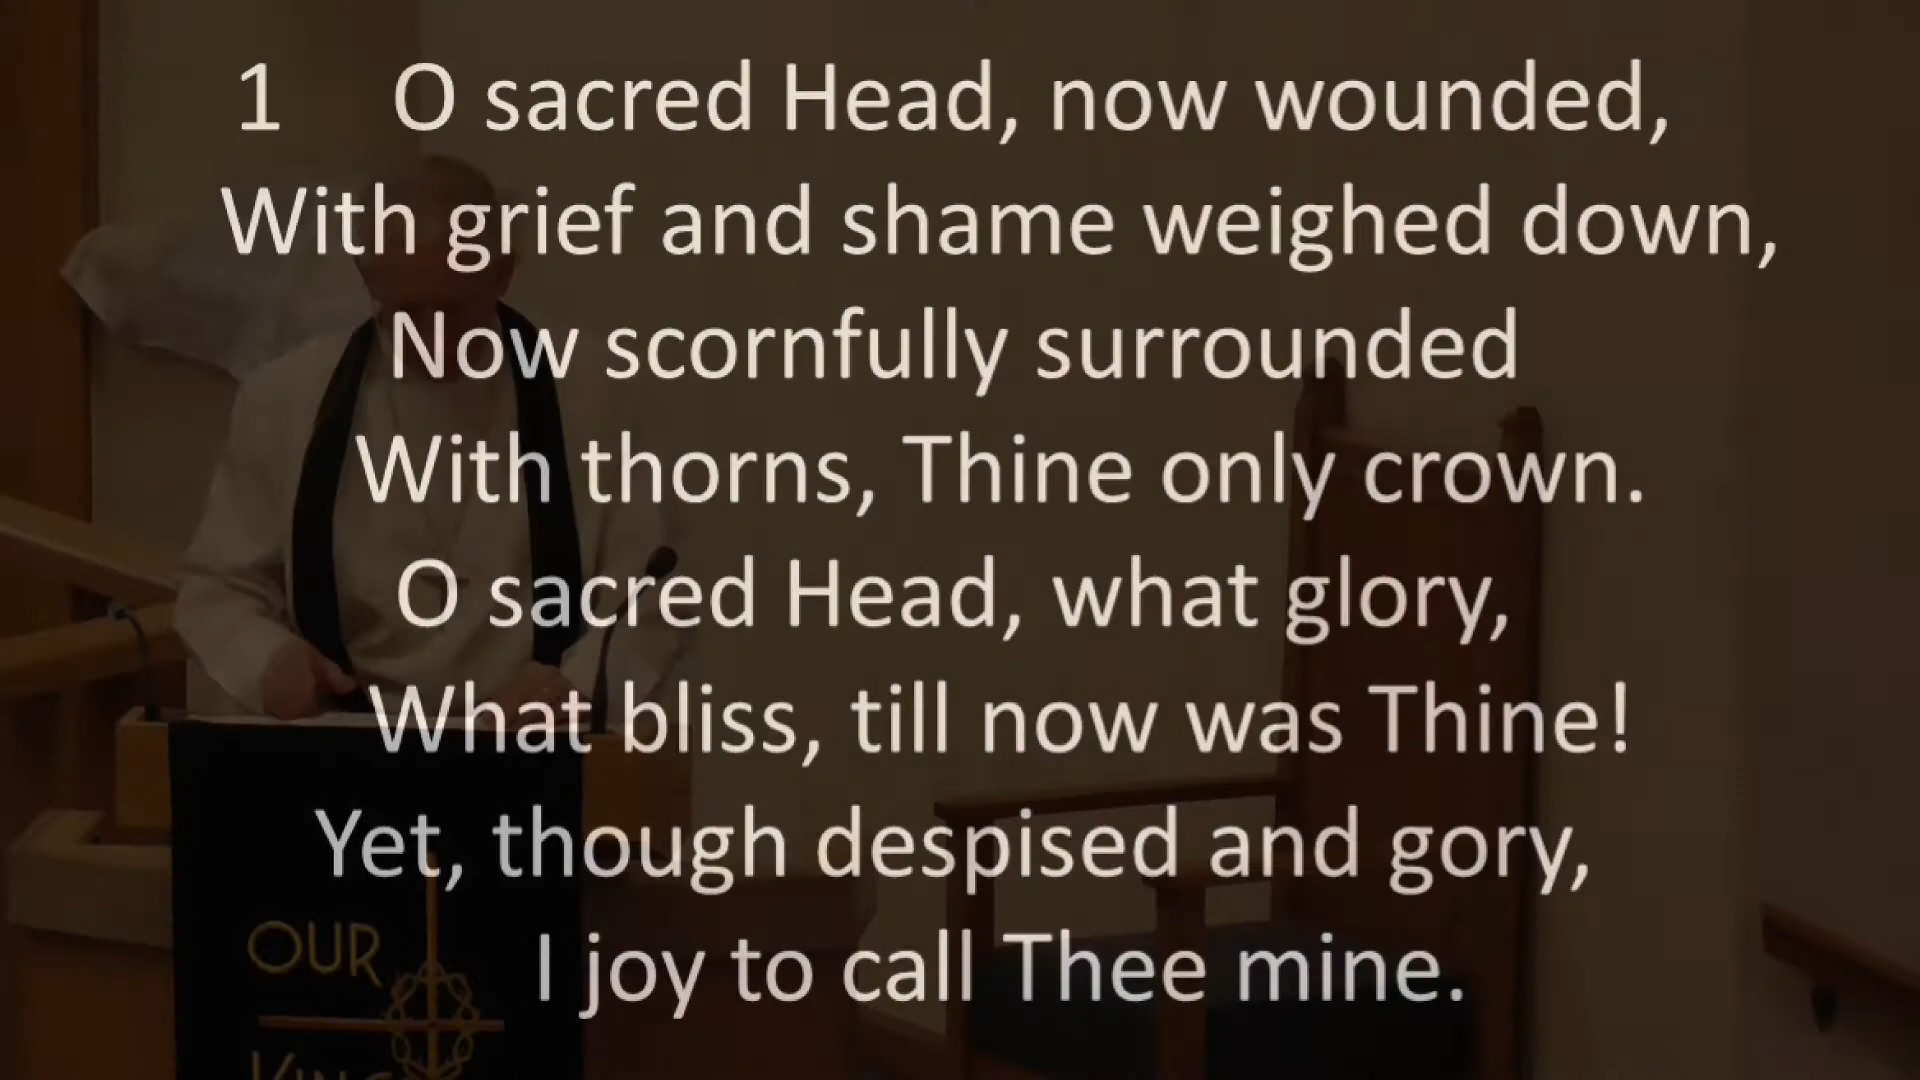 1 O sacred Head, now wounded,
With grief and shame weighed down,
Now scornfully surrounded
With thorns, Thine only crown.
O sacred Head, what glory,
What bliss, till now was Thine!
Yet, though despised and gory,
I joy to call Thee mine.
OUR
KING